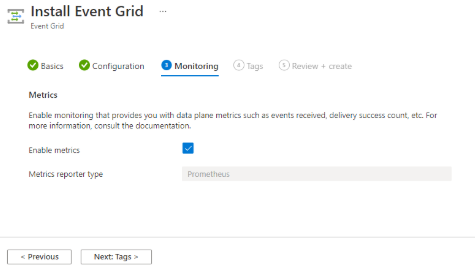 Install Event Grid ...
Event Grid
Basics Configuration 3 Monitoring 4 Tags 5 Review + create
Metrics
Enable monitoring that provides you with data plane metrics such as events received, delivery success count, etc. For
more information, consult the documentation.
Enable metrics
Metrics reporter type Prometheus
< Previous Next: Tags >